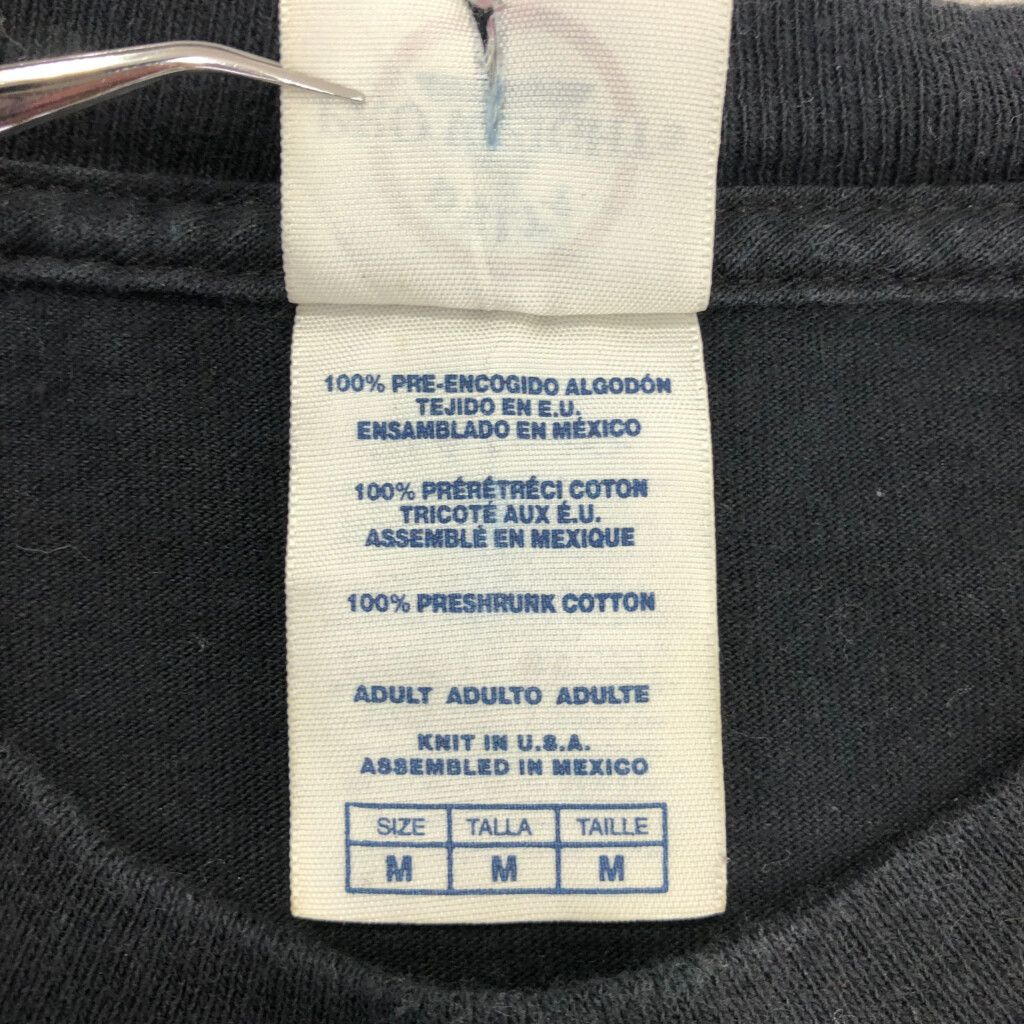 100% PRE-ENCOGIDO ALGODÓN
TEJIDO EN E.U.
ENSAMBLADO EN MÉXICO
100% PRÉRÉTRÉCI COTON
TRICOTÉ AUX É.U.
ASSEMBLÉ EN MEXIQUE
100% PRESHRUNK COTTON
ADULT ADULTO ADULTE
KNIT IN U.S.A.
ASSEMBLED IN MEXICO
SIZE TALLA TAILLE
M M M